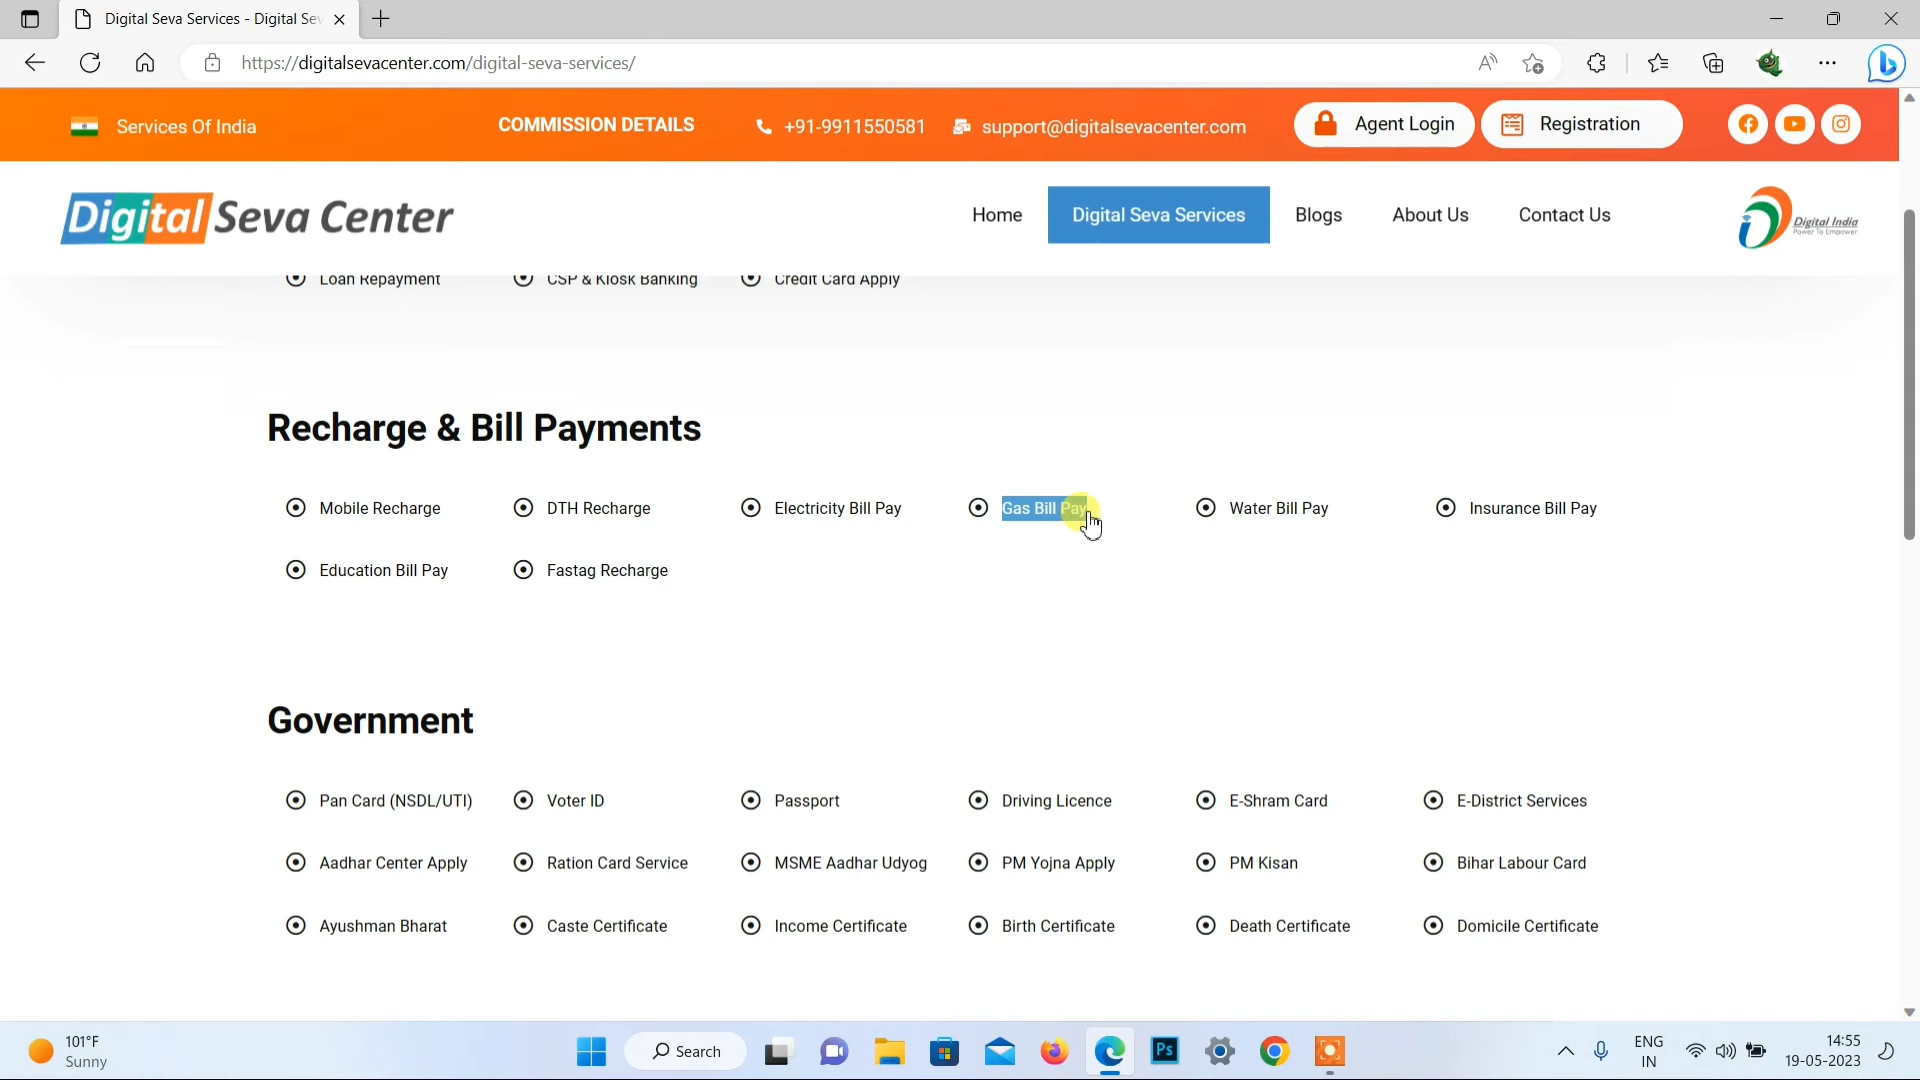 Digital Seva Services - Digital Se
https://digitalsevacenter.com/digital-seva-services/
Services Of India
COMMISSION DETAILS
+91-9911550581
support@digitalsevacenter.com
Agent Login
Registration
Digital Seva Center
Home
Digital Seva Services
Blogs
About Us
Contact Us
Digital India
Power To Empower
Loan Repayment
CSP & Kiosk Banking
Credit Card Apply
Recharge & Bill Payments
Mobile Recharge
DTH Recharge
Electricity Bill Pay
Gas Bill Pay
Water Bill Pay
Insurance Bill Pay
Education Bill Pay
Fastag Recharge
Government
Pan Card (NSDL/UTI)
Voter ID
Passport
Driving Licence
E-Shram Card
E-District Services
Aadhar Center Apply
Ration Card Service
MSME Aadhar Udyog
PM Yojna Apply
PM Kisan
Bihar Labour Card
Ayushman Bharat
Caste Certificate
Income Certificate
Birth Certificate
Death Certificate
Domicile Certificate
101°F
Sunny
Search
Ps
ENG
IN
14:55
19-05-2023